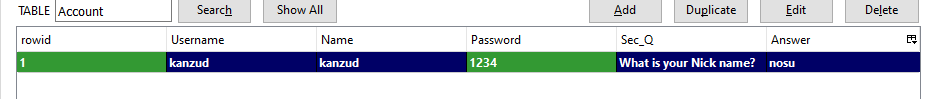 TABLE Account Search Show All Add Duplicate Edit Delete
rowid Username Name Password Sec_Q Answer
1 kanzud kanzud 1234 What is your Nick name? nosu